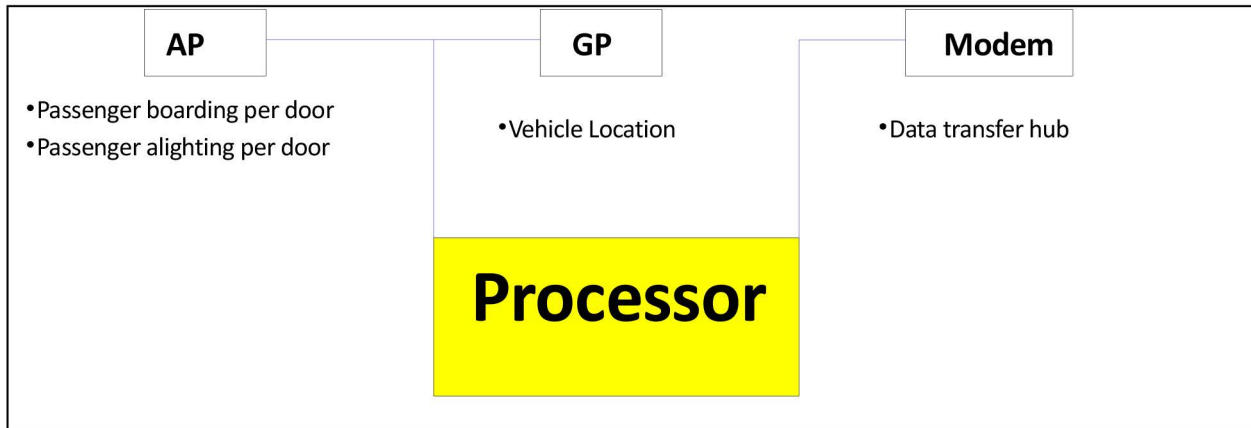 AP
GP
Modem
•Passenger boarding per door
•Passenger alighting per door
•Vehicle Location
•Data transfer hub
Processor